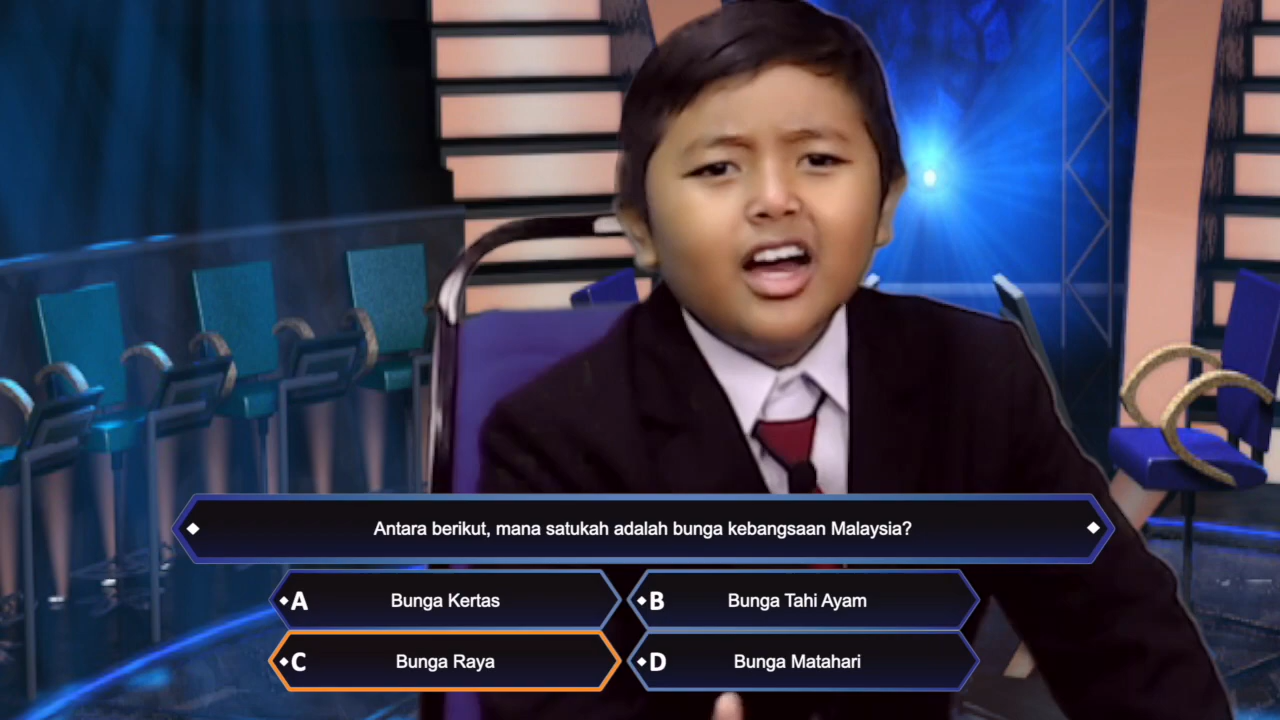 Antara berikut, mana satukah adalah bunga kebangsaan Malaysia?
A Bunga Kertas
B Bunga Tahi Ayam
C Bunga Raya
D Bunga Matahari